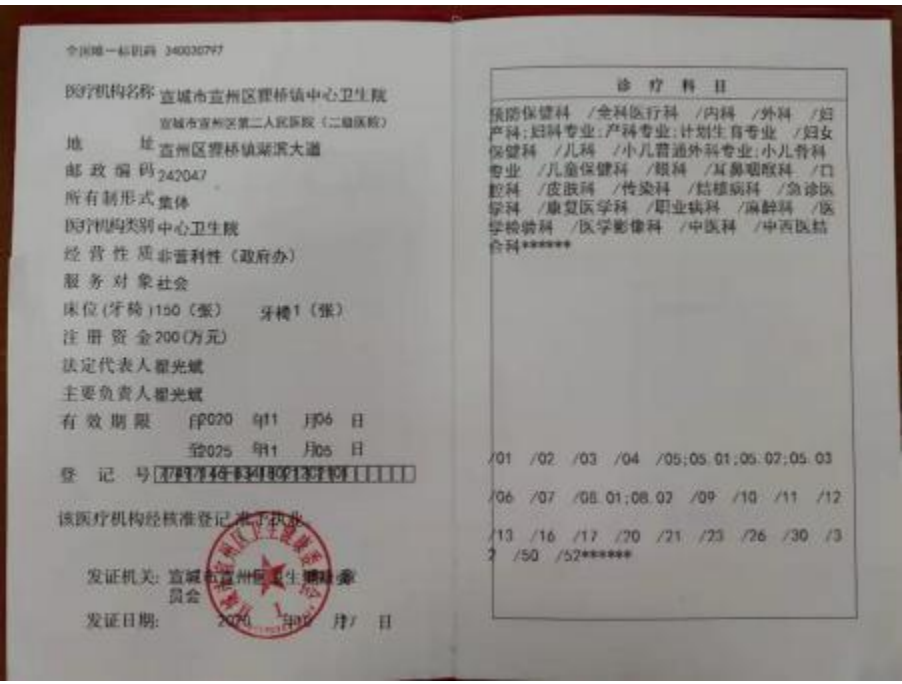 全国唯一标识码 340030797
医疗机构名称 宣城市宣州区狸桥镇中心卫生院
宣城市宣州区第二人民医院(二级医院)
地 址 宣州区狸桥镇湖滨大道
邮政编码 242047
所有制形式 集体
医疗机构类别 中心卫生院
经营性质 非营利性(政府办)
服务对象 社会
床位(牙椅)150(张) 牙椅1(张)
注册资金 200(万元)
法定代表人 翟光斌
主要负责人 翟光斌
有效期限 自2020 年11 月06 日
至2025 年11 月05 日
登 记 号
该医疗机构经核准登记,准予执业。
发证机关: 宣城市宣州区卫生健康委
员会
发证日期: 2020 年 月 日
宣城市宣州区卫生健康委员会
诊疗科目
预防保健科 /全科医疗科 /内科 /外科 /妇
产科;妇科专业;产科专业;计划生育专业 /妇女
保健科 /儿科 /小儿普通外科专业;小儿骨科
专业 /儿童保健科 /眼科 /耳鼻咽喉科 /口
腔科 /皮肤科 /传染科 /结核病科 /急诊医
学科 /康复医学科 /职业病科 /麻醉科 /医
学检验科 /医学影像科 /中医科 /中西医结
合科******
/01 /02 /03 /04 /05;05.01;05.02;05.03
/06 /07 /08.01;08.02 /09 /10 /11 /12
/13 /16 /17 /20 /21 /23 /26 /30 /3
2 /50 /52******